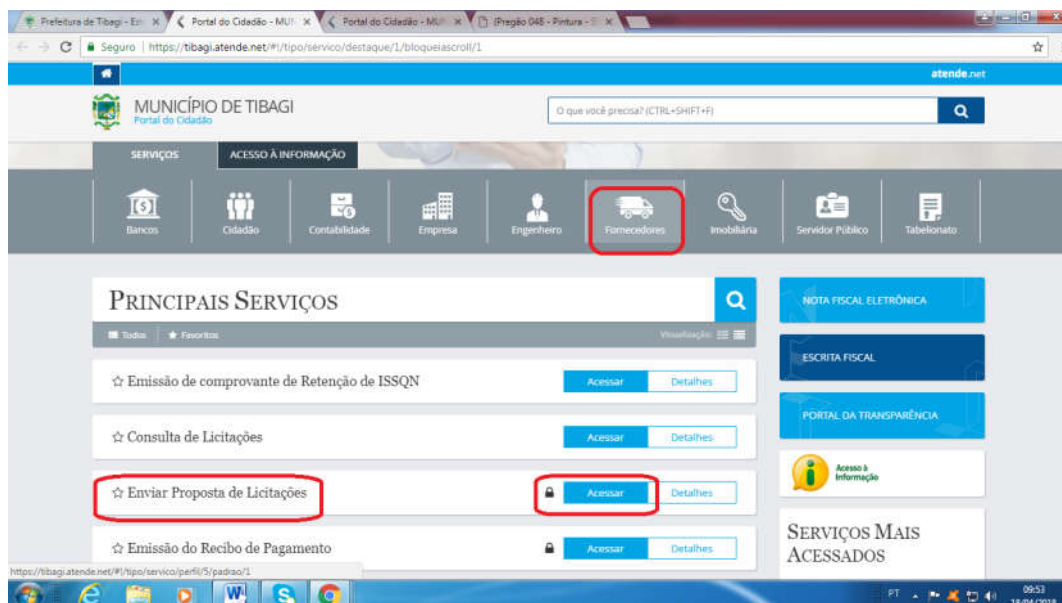 Prefeitura de Tibagi - Es
Portal do Cidadão - MUN
Portal do Cidadão - MUN
(Pregão 048 - Pintura - S
Seguro | https://tibagi.atende.net/#!/tipo/servico/destaque/1/bloqueiascroll/1
atende.net
MUNICÍPIO DE TIBAGI
Portal do Cidadão
O que você precisa? (CTRL+SHIFT+F)
SERVIÇOS ACESSO À INFORMAÇÃO
Bancos Cidadão Contabilidade Empresa Engenheiro Fornecedores Imobiliária Servidor Público Tabelionato
PRINCIPAIS SERVIÇOS
Todos Favoritos Visualização:
Emissão de comprovante de Retenção de ISSQN Acessar Detalhes
Consulta de Licitações Acessar Detalhes
Enviar Proposta de Licitações Acessar Detalhes
Emissão do Recibo de Pagamento Acessar Detalhes
NOTA FISCAL ELETRÔNICA
ESCRITA FISCAL
PORTAL DA TRANSPARÊNCIA
Acesso à
Informação
SERVIÇOS MAIS
ACESSADOS
https://tibagi.atende.net/#!/tipo/servico/perfil/5/padrao/1
PT
09:53
18/04/2018